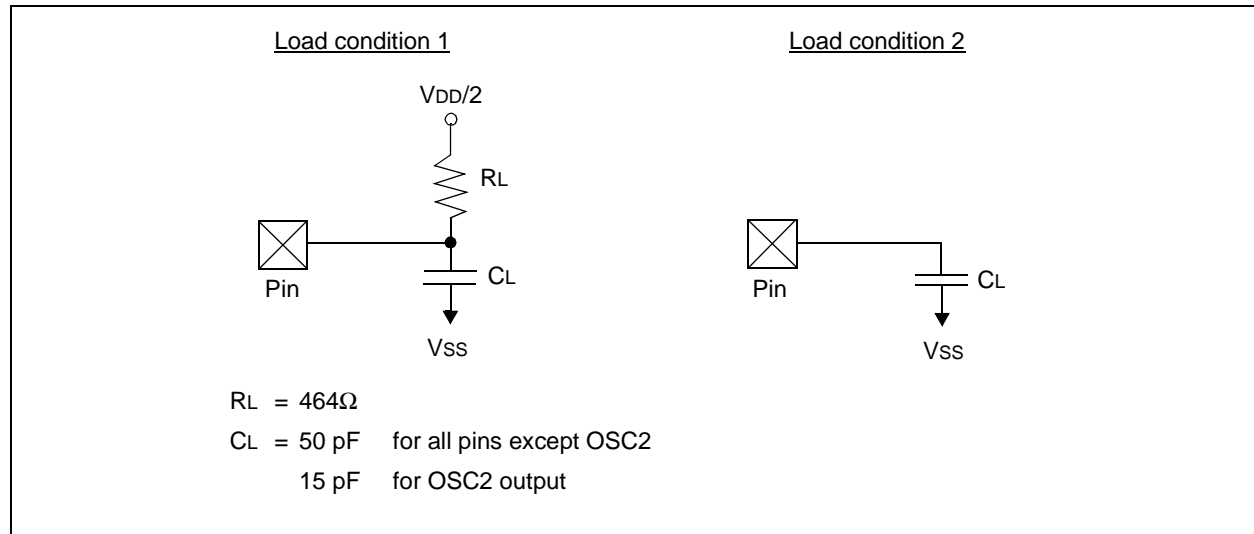 Load condition 1
Load condition 2
VDD/2
RL
CL
Pin
VSS
CL
Pin
VSS
RL = 464Ω
CL = 50 pF for all pins except OSC2
15 pF for OSC2 output